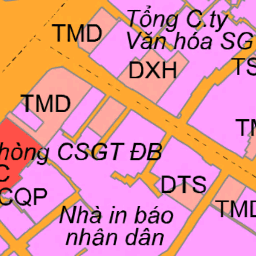 TMD
Tổng C.ty
Văn hóa SG
DXH
TS
TMD
TM
hòng CSGT ĐB
C
CQP
DTS
TMD
Nhà in báo
nhân dân